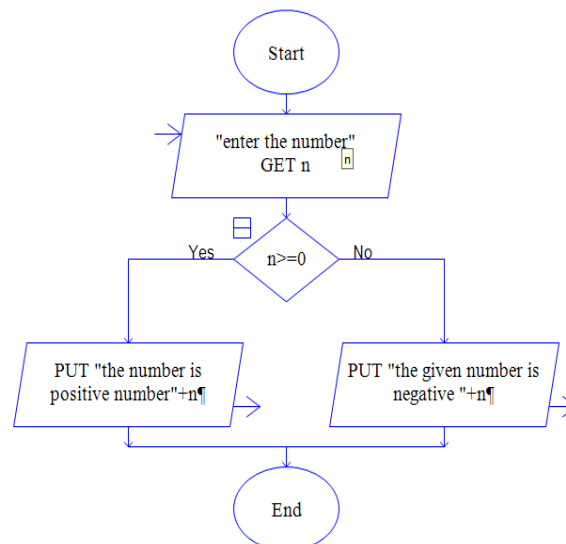 Start
"enter the number"
GET n
n
Yes
n>=0
No
PUT "the number is
positive number"+n¶
PUT "the given number is
negative "+n¶
End